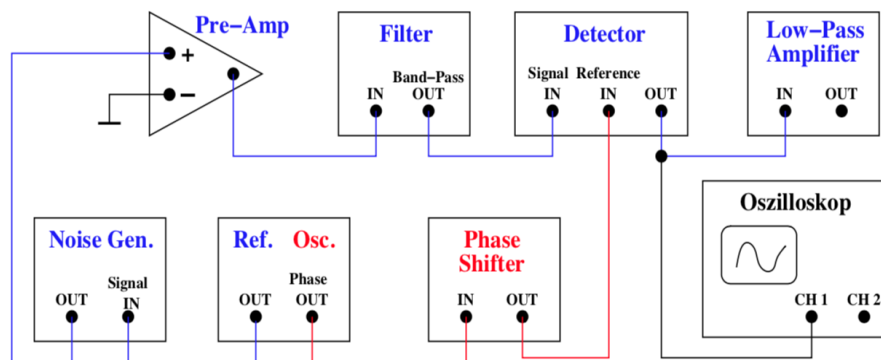 Pre−Amp
+
−
Filter
Band−Pass
IN OUT
Detector
Signal Reference
IN IN OUT
Low−Pass
Amplifier
IN OUT
Noise Gen.
Signal
OUT IN
Ref. Osc.
Phase
OUT OUT
Phase
Shifter
IN OUT
Oszilloskop
CH 1 CH 2